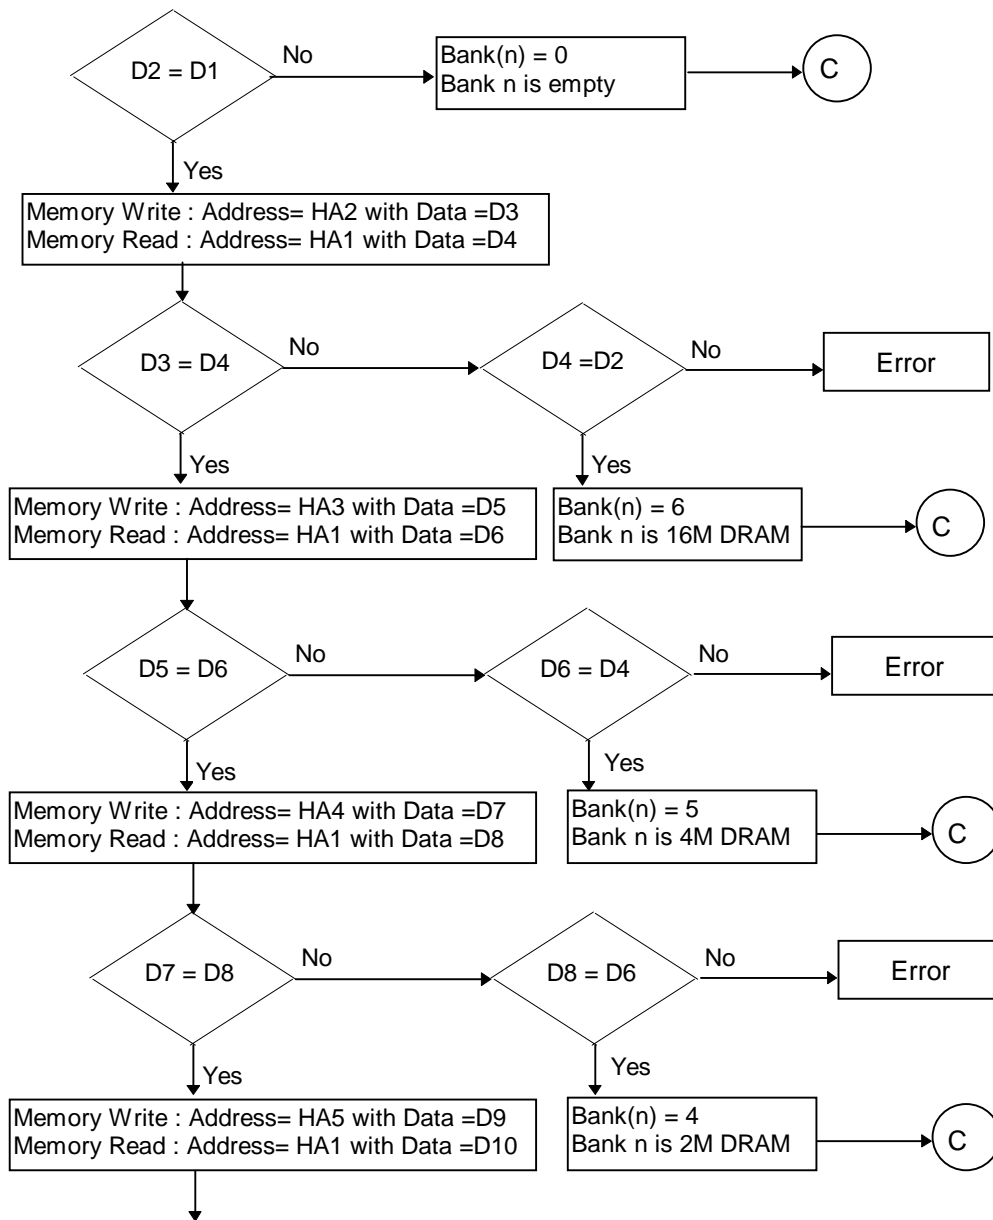 D2 = D1
No
Bank(n) = 0
Bank n is empty
C
Yes
Memory Write : Address= HA2 with Data =D3
Memory Read : Address= HA1 with Data =D4
D3 = D4
No
D4 =D2
No
Error
Yes
Yes
Memory Write : Address= HA3 with Data =D5
Memory Read : Address= HA1 with Data =D6
Bank(n) = 6
Bank n is 16M DRAM
C
D5 = D6
No
D6 = D4
No
Error
Yes
Yes
Memory Write : Address= HA4 with Data =D7
Memory Read : Address= HA1 with Data =D8
Bank(n) = 5
Bank n is 4M DRAM
C
D7 = D8
No
D8 = D6
No
Error
Yes
Yes
Memory Write : Address= HA5 with Data =D9
Memory Read : Address= HA1 with Data =D10
Bank(n) = 4
Bank n is 2M DRAM
C